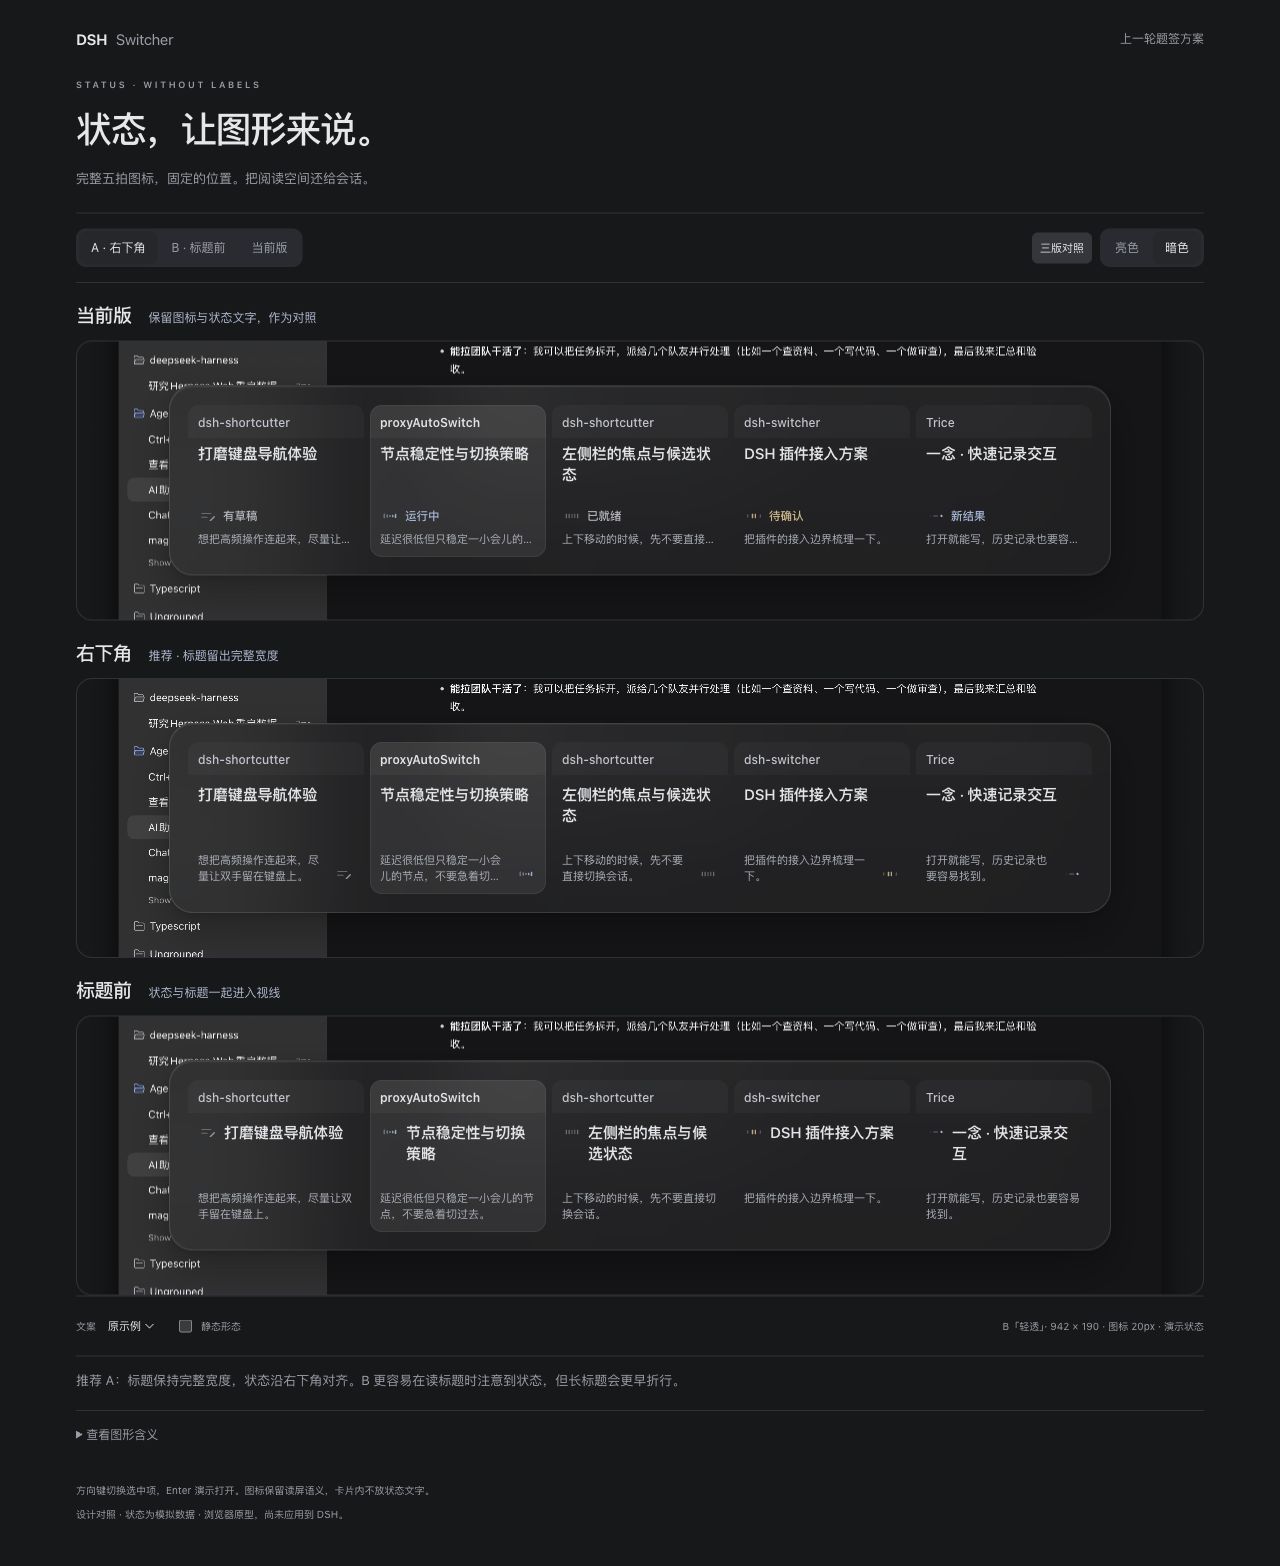 DSH Switcher
上一轮题签方案
STATUS · WITHOUT LABELS
状态，让图形来说。
完整五拍图标，固定的位置。把阅读空间还给会话。
A · 右下角
B · 标题前
当前版
三版对照
亮色
暗色
当前版
保留图标与状态文字，作为对照
deepseek-harness
Age
Ctrl+
查看
AI 助
Chat
mag
Show
Typescript
Ungrouped
• 能拉团队干活了：我可以把任务拆开，派给几个队友并行处理（比如一个查资料、一个写代码、一个做审查），最后我来汇总和验
收。
dsh-shortcutter
打磨键盘导航体验
有草稿
想把高频操作连起来，尽量让...
proxyAutoSwitch
节点稳定性与切换策略
运行中
延迟很低但只稳定一小会儿的...
dsh-shortcutter
左侧栏的焦点与候选状
态
已就绪
上下移动的时候，先不要直接...
dsh-switcher
DSH 插件接入方案
待确认
把插件的接入边界梳理一下。
Trice
一念 · 快速记录交互
新结果
打开就能写，历史记录也要容...
右下角
推荐 · 标题留出完整宽度
deepseek-harness
Age
Ctrl+
查看
AI 助
Chat
mag
Show
Typescript
Ungrouped
• 能拉团队干活了：我可以把任务拆开，派给几个队友并行处理（比如一个查资料、一个写代码、一个做审查），最后我来汇总和验
收。
dsh-shortcutter
打磨键盘导航体验
想把高频操作连起来，尽
量让双手留在键盘上。
proxyAutoSwitch
节点稳定性与切换策略
延迟很低但只稳定一小会
儿的节点，不要急着切...
dsh-shortcutter
左侧栏的焦点与候选状
态
上下移动的时候，先不要
直接切换会话。
dsh-switcher
DSH 插件接入方案
把插件的接入边界梳理一
下。
Trice
一念 · 快速记录交互
打开就能写，历史记录也
要容易找到。
标题前
状态与标题一起进入视线
deepseek-harness
Age
Ctrl+
查看
AI 助
Chat
mag
Show
Typescript
Ungrouped
• 能拉团队干活了：我可以把任务拆开，派给几个队友并行处理（比如一个查资料、一个写代码、一个做审查），最后我来汇总和验
收。
dsh-shortcutter
打磨键盘导航体验
想把高频操作连起来，尽量让双
手留在键盘上。
proxyAutoSwitch
节点稳定性与切换
策略
延迟很低但只稳定一小会儿的节
点，不要急着切过去。
dsh-shortcutter
左侧栏的焦点与候
选状态
上下移动的时候，先不要直接切
换会话。
dsh-switcher
DSH 插件接入方案
把插件的接入边界梳理一下。
Trice
一念 · 快速记录交
互
打开就能写，历史记录也要容易
找到。
文案
原示例
静态形态
B「轻透」· 942 × 190 · 图标 20px · 演示状态
推荐 A：标题保持完整宽度，状态沿右下角对齐。B 更容易在读标题时注意到状态，但长标题会更早折行。
查看图形含义
方向键切换选中项，Enter 演示打开。图标保留读屏语义，卡片内不放状态文字。
设计对照 · 状态为模拟数据 · 浏览器原型，尚未应用到 DSH。